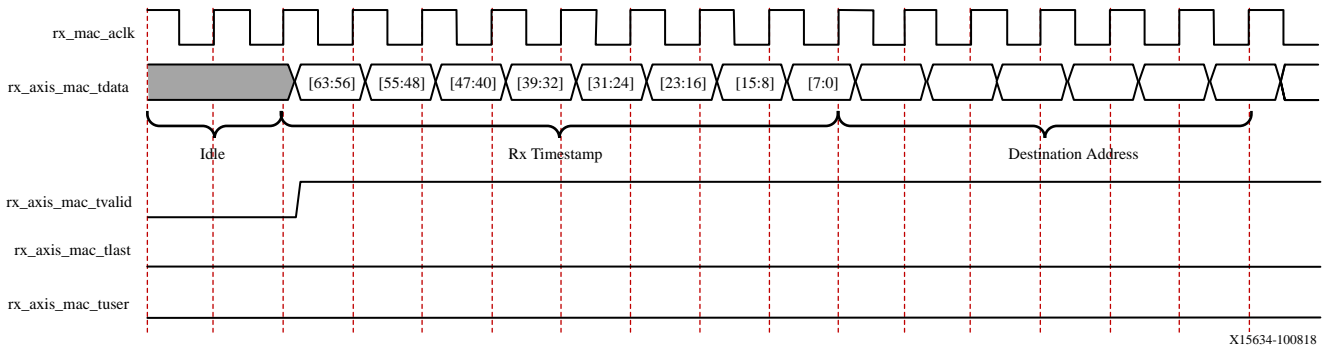 rx_mac_aclk
rx_axis_mac_tdata
[63:56] [55:48] [47:40] [39:32] [31:24] [23:16] [15:8] [7:0]
Idle Rx Timestamp Destination Address
rx_axis_mac_tvalid
rx_axis_mac_tlast
rx_axis_mac_tuser
X15634-100818